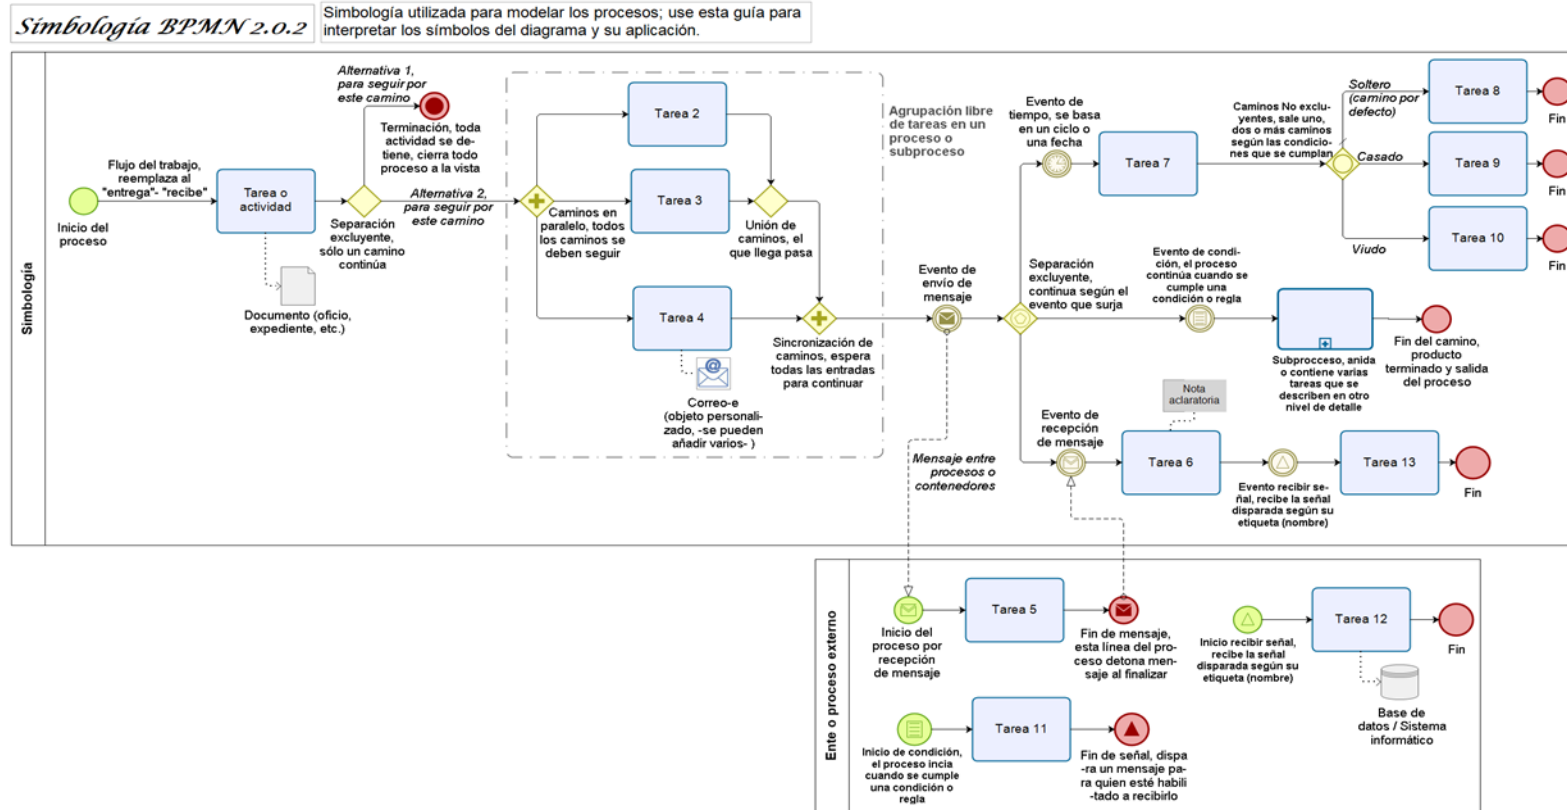 Simbología BPMN 2.0.2
Simbología utilizada para modelar los procesos; use esta guía para
interpretar los símbolos del diagrama y su aplicación.
Simbología
Inicio del
proceso
Flujo del trabajo,
reemplaza al
"entrega"- "recibe"
Tarea o
actividad
Documento (oficio,
expediente, etc.)
Separación
excluyente,
sólo un camino
continúa
Alternativa 1,
para seguir por
este camino
Terminación, toda
actividad se de-
tiene, cierra todo
proceso a la vista
Alternativa 2,
para seguir por
este camino
Caminos en
paralelo, todos
los caminos se
deben seguir
Tarea 2
Tarea 3
Tarea 4
Unión de
caminos, el
que llega pasa
Sincronización de
caminos, espera
todas las entradas
para continuar
Correo-e
(objeto personali-
zado, -se pueden
añadir varios- )
Agrupación libre
de tareas en un
proceso o
subproceso
Evento de
envío de
mensaje
Mensaje entre
procesos o
contenedores
Separación
excluyente,
continua según el
evento que surja
Evento de
tiempo, se basa
en un ciclo o
una fecha
Tarea 7
Caminos No exclu-
yentes, sale uno,
dos o más caminos
según las condicio-
nes que se cumplan
Soltero
(camino por
defecto)
Casado
Viudo
Tarea 8
Fin
Tarea 9
Fin
Tarea 10
Fin
Evento de condi-
ción, el proceso
continúa cuando se
cumple una
condición o regla
Subprocceso, anida
o contiene varias
tareas que se
describen en otro
nivel de detalle
Fin del camino,
producto
terminado y salida
del proceso
Evento de
recepción
de mensaje
Nota
aclaratoria
Tarea 6
Evento recibir se-
ñal, recibe la señal
disparada según su
etiqueta (nombre)
Tarea 13
Fin
Ente o proceso externo
Inicio del
proceso por
recepción
de mensaje
Tarea 5
Fin de mensaje,
esta línea del pro-
ceso detona men-
saje al finalizar
Inicio recibir señal,
recibe la señal
disparada según su
etiqueta (nombre)
Tarea 12
Fin
Base de
datos / Sistema
informático
Inicio de condición,
el proceso incia
cuando se cumple
una condición o
regla
Tarea 11
Fin de señal, dispa
-ra un mensaje pa-
ra quien esté habili
-tado a recibirlo